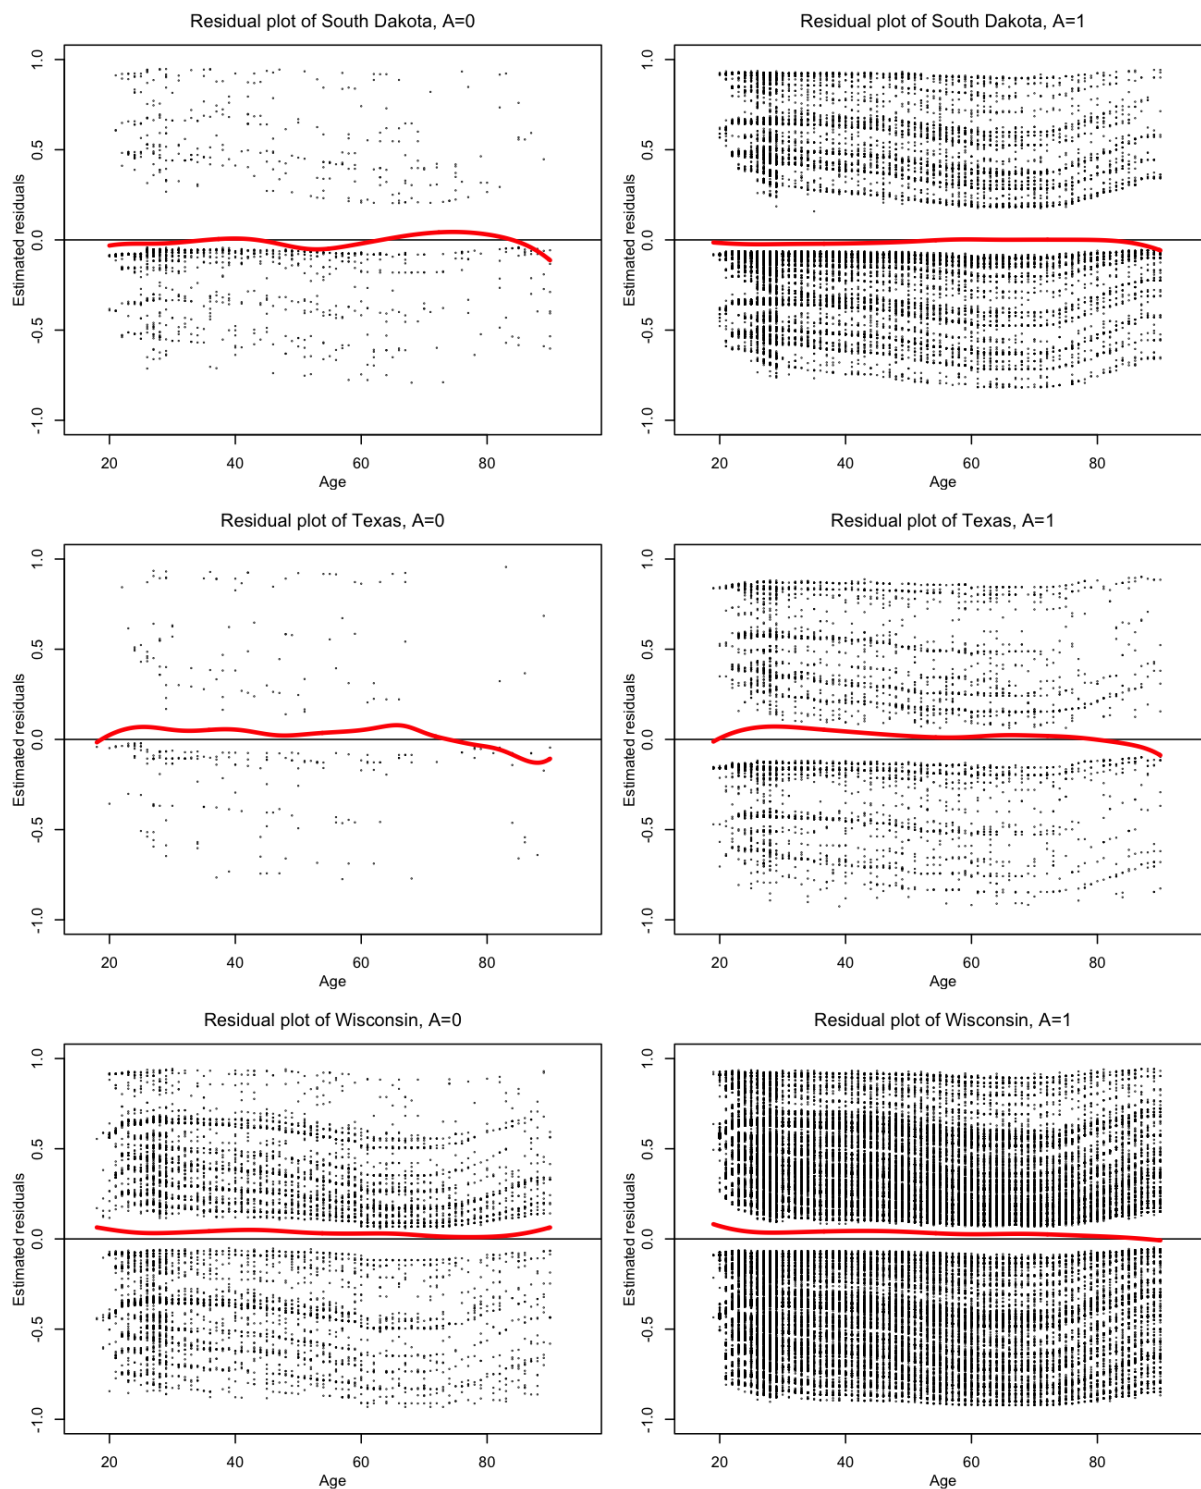 Residual plot of South Dakota, A=0
Estimated residuals
1.0
0.5
0.0
-0.5
-1.0
20 40 60 80
Age
Residual plot of South Dakota, A=1
Estimated residuals
1.0
0.5
0.0
-0.5
-1.0
20 40 60 80
Age
Residual plot of Texas, A=0
Estimated residuals
1.0
0.5
0.0
-0.5
-1.0
20 40 60 80
Age
Residual plot of Texas, A=1
Estimated residuals
1.0
0.5
0.0
-0.5
-1.0
20 40 60 80
Age
Residual plot of Wisconsin, A=0
Estimated residuals
1.0
0.5
0.0
-0.5
-1.0
20 40 60 80
Age
Residual plot of Wisconsin, A=1
Estimated residuals
1.0
0.5
0.0
-0.5
-1.0
20 40 60 80
Age